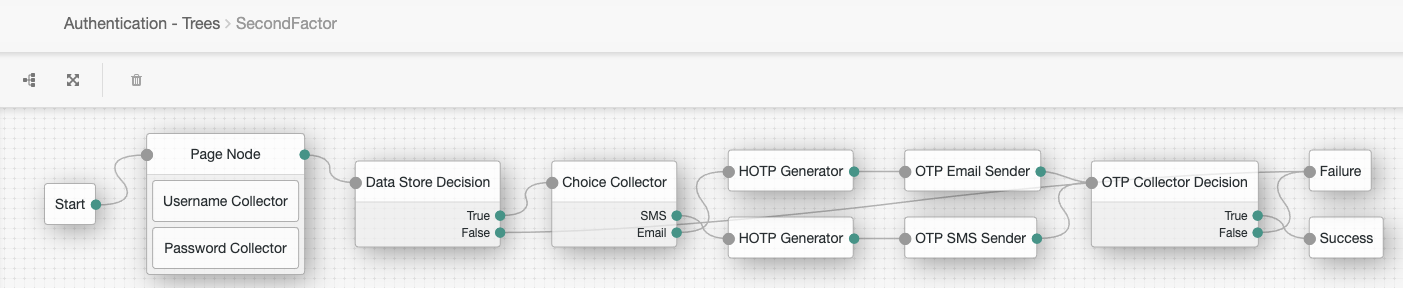 Authentication - Trees > SecondFactor
Start
Page Node
Username Collector
Password Collector
Data Store Decision
True
False
Choice Collector
SMS
Email
HOTP Generator
OTP Email Sender
HOTP Generator
OTP SMS Sender
OTP Collector Decision
True
False
Failure
Success